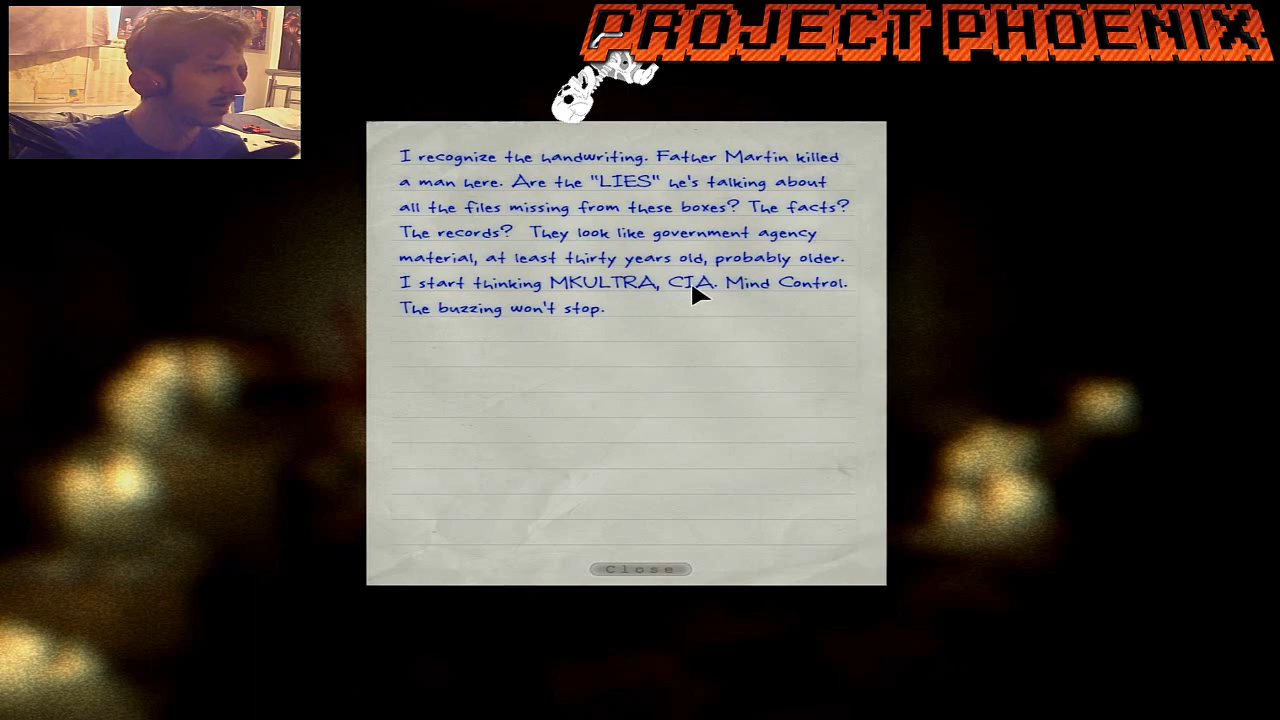 PROJECT PHOENIX
I recognize the handwriting. Father Martin killed
a man here. Are the "LIES" he's talking about
all the files missing from these boxes? The facts?
The records? They look like government agency
material, at least thirty years old, probably older.
I start thinking MKULTRA, CIA. Mind Control.
The buzzing won't stop.
Close